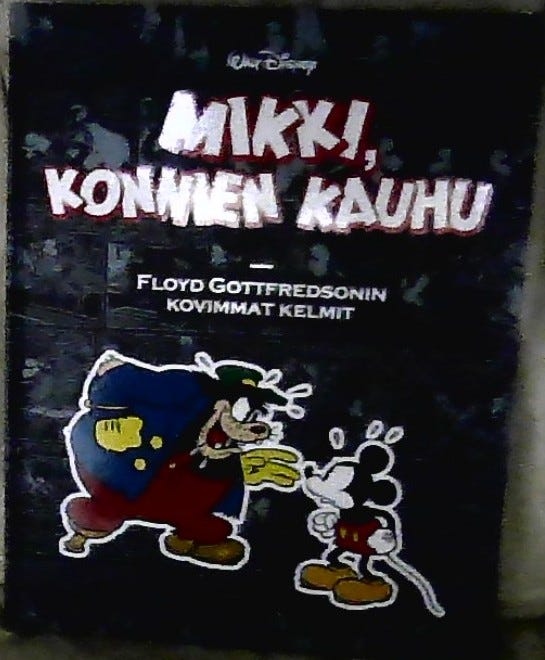 Walt Disney
MIKKI,
KONNIEN KAUHU
FLOYD GOTTFREDSONIN
KOVIMMAT KELMIT